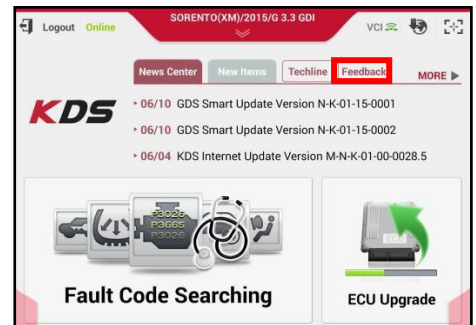 SORENTO(XM)/2015/G 3.3 GDI
Logout Online VCI
News Center New Items Techline Feedback MORE ▶
KDS
06/10 GDS Smart Update Version N-K-01-15-0001
06/10 GDS Smart Update Version N-K-01-15-0002
06/04 KDS Internet Update Version M-N-K-01-00-0028.5
P3026
P3665
P3026
ECU
Fault Code Searching
ECU Upgrade